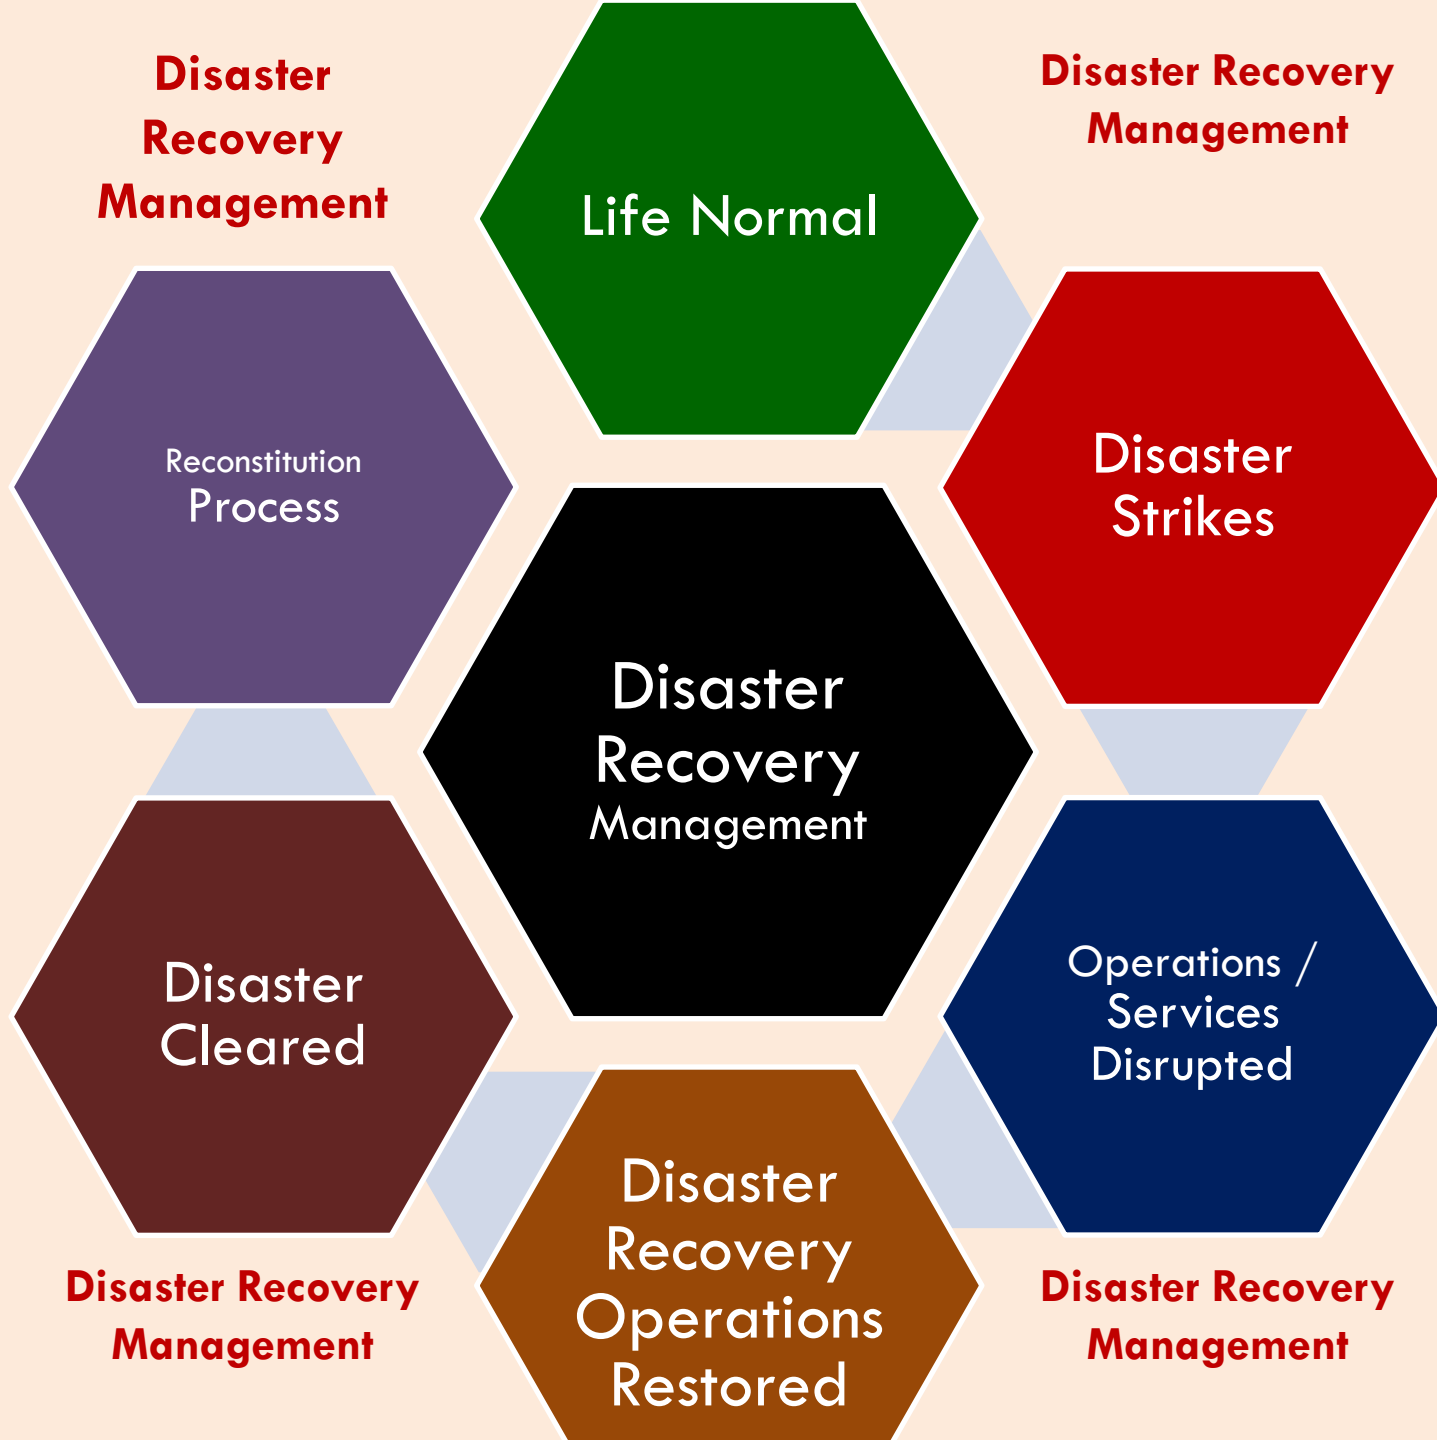 Disaster
Recovery
Management
Disaster Recovery
Management
Life Normal
Disaster
Strikes
Reconstitution
Process
Disaster
Recovery
Management
Operations /
Services
Disrupted
Disaster
Cleared
Disaster
Recovery
Operations
Restored
Disaster Recovery
Management
Disaster Recovery
Management